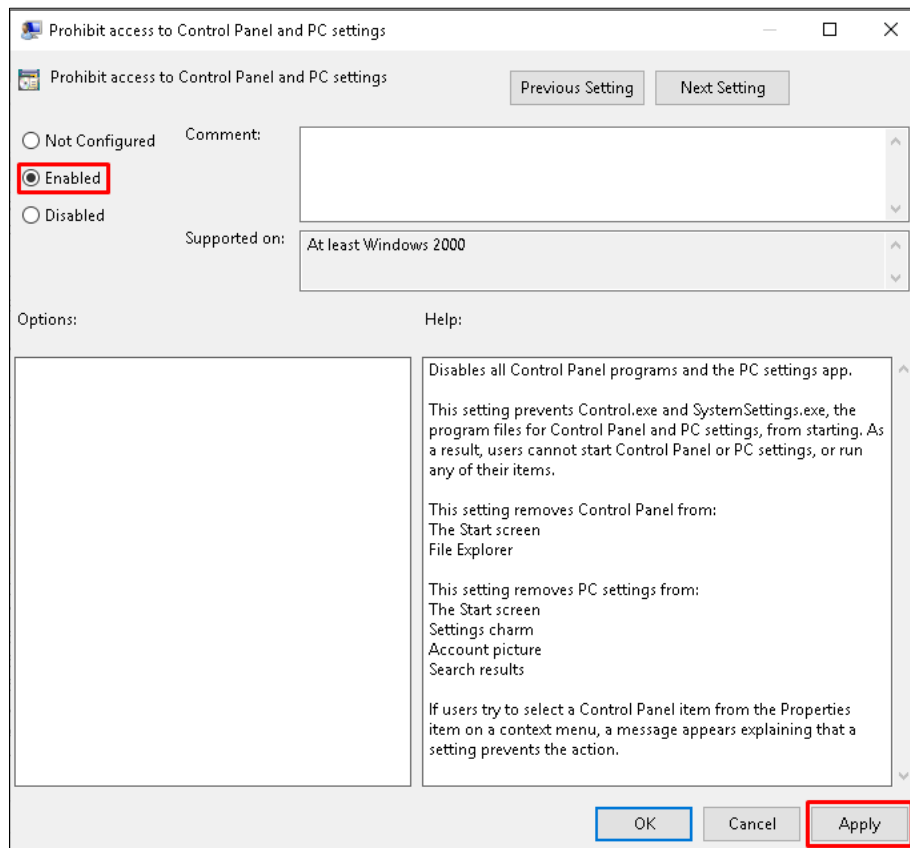 Prohibit access to Control Panel and PC settings
Prohibit access to Control Panel and PC settings
Previous Setting
Next Setting
Not Configured
Comment:
Enabled
Disabled
Supported on:
At least Windows 2000
Options:
Help:
Disables all Control Panel programs and the PC settings app.
This setting prevents Control.exe and SystemSettings.exe, the
program files for Control Panel and PC settings, from starting. As
a result, users cannot start Control Panel or PC settings, or run
any of their items.
This setting removes Control Panel from:
The Start screen
File Explorer
This setting removes PC settings from:
The Start screen
Settings charm
Account picture
Search results
If users try to select a Control Panel item from the Properties
item on a context menu, a message appears explaining that a
setting prevents the action.
OK
Cancel
Apply